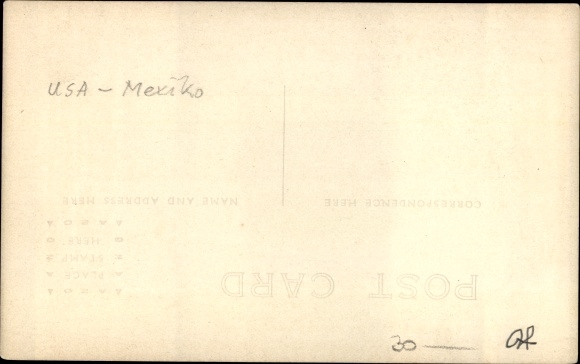 USA - Mexiko
NAME AND ADDRESS HERE
CORRESPONDENCE HERE
PLACE
STAMP
HERE
POST CARD
30 —